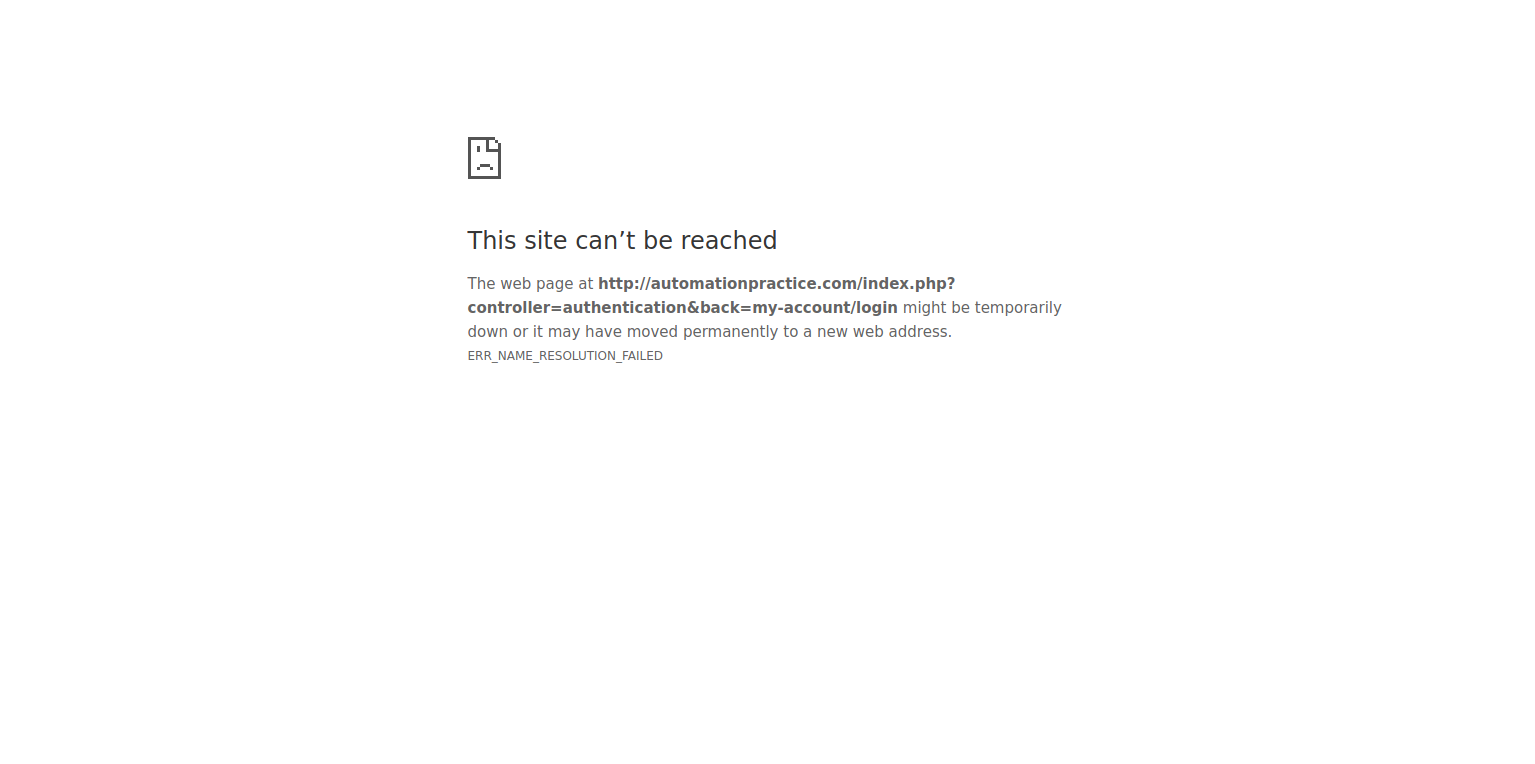 This site can’t be reached
The web page at http://automationpractice.com/index.php?
controller=authentication&back=my-account/login might be temporarily
down or it may have moved permanently to a new web address.
ERR_NAME_RESOLUTION_FAILED